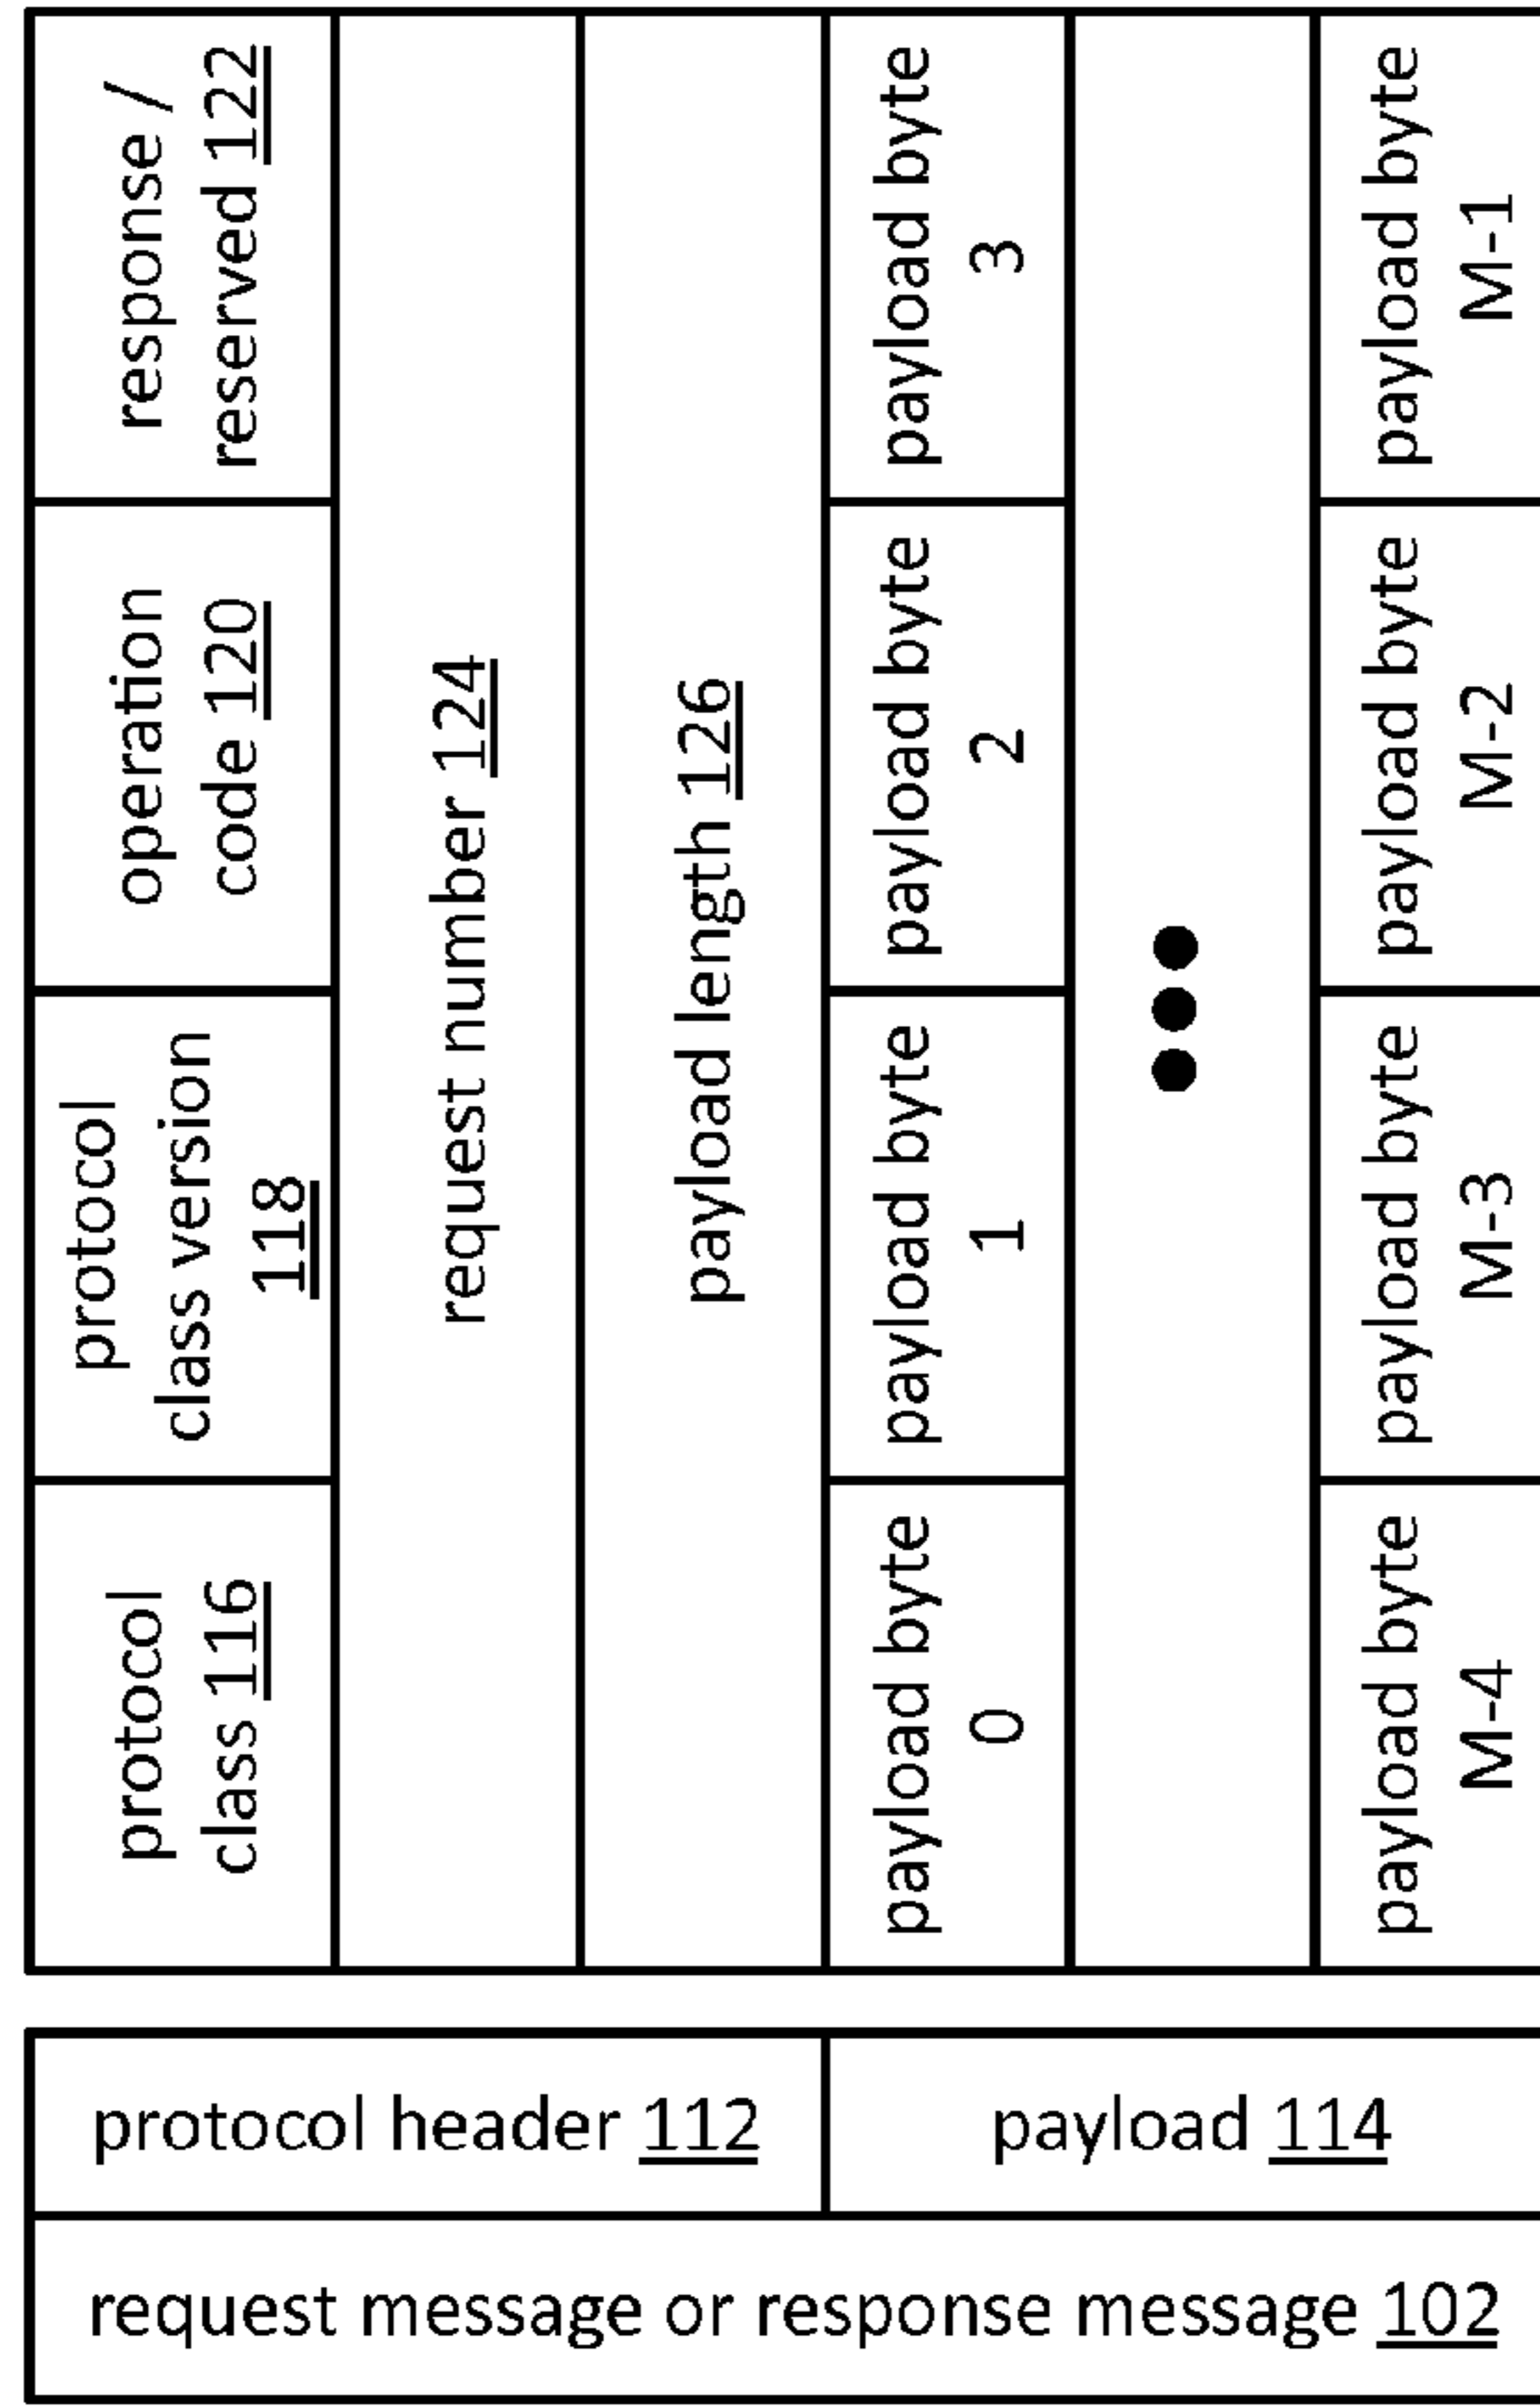 protocol
class 116
protocol
class version
118
operation
code 120
response /
reserved 122
request number 124
payload length 126
payload byte
0
payload byte
1
payload byte
2
payload byte
3
payload byte
M-4
payload byte
M-3
payload byte
M-2
payload byte
M-1
protocol header 112
payload 114
request message or response message 102